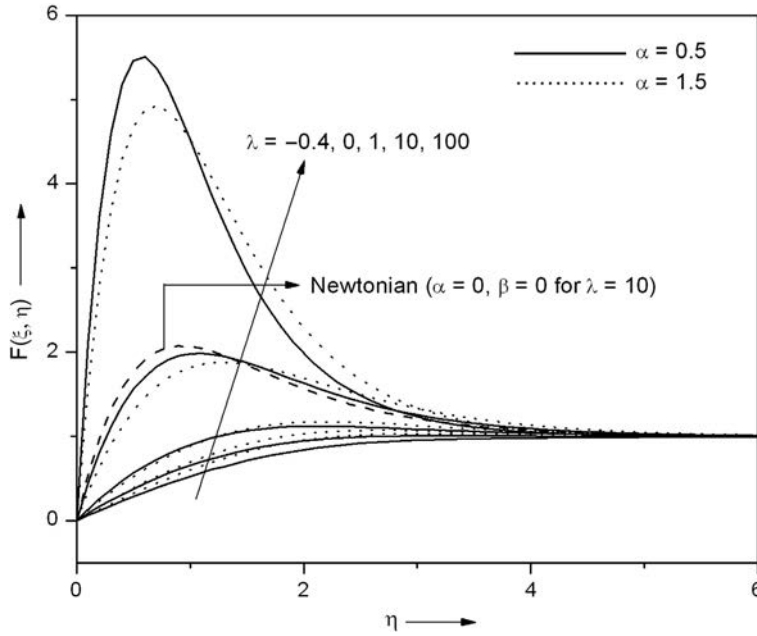 6
α = 0.5
α = 1.5
λ = −0.4, 0, 1, 10, 100
4
Newtonian (α = 0, β = 0 for λ = 10)
F(ξ, η)
2
0
0 2 4 6
η